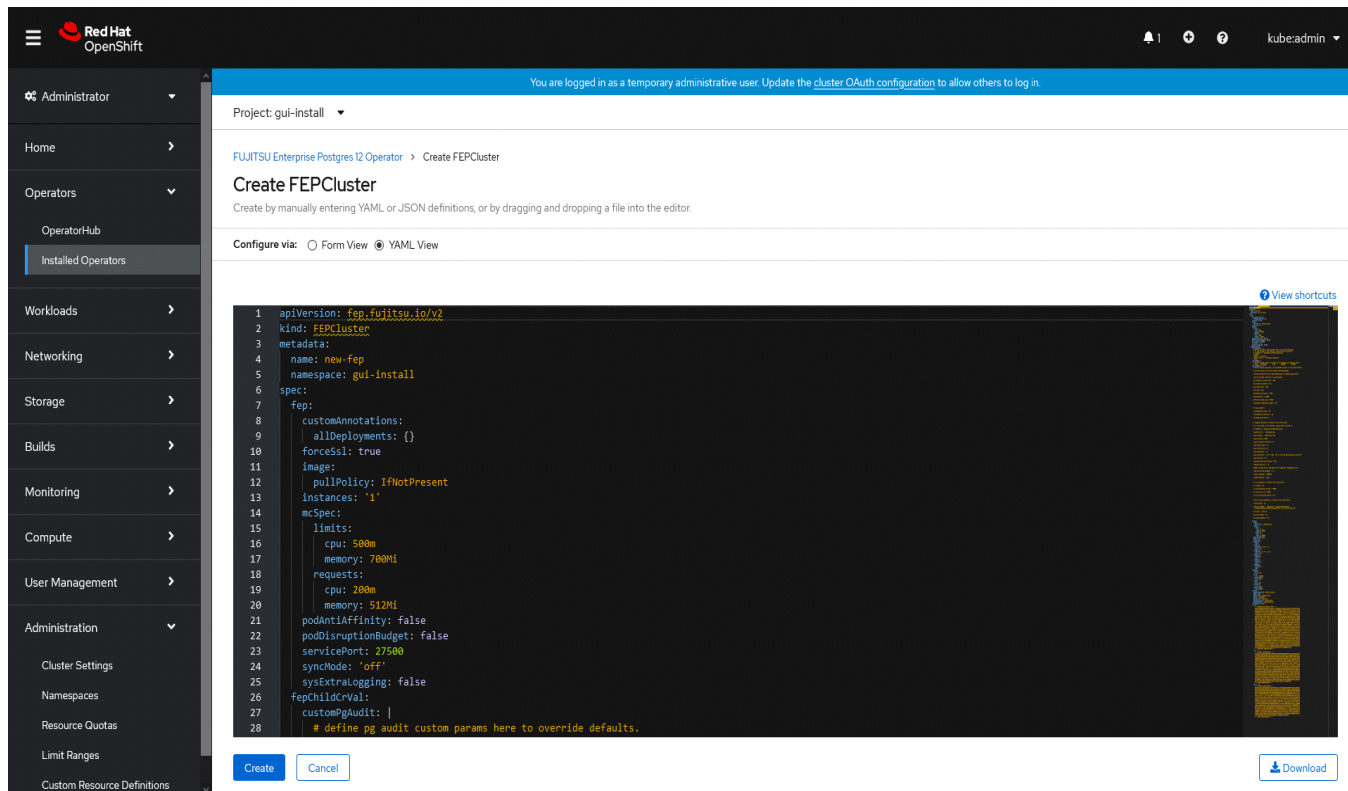 Red Hat
OpenShift
1
kube:admin
Administrator
Home
Operators
OperatorHub
Installed Operators
Workloads
Networking
Storage
Builds
Monitoring
Compute
User Management
Administration
Cluster Settings
Namespaces
Resource Quotas
Limit Ranges
Custom Resource Definitions
You are logged in as a temporary administrative user. Update the cluster OAuth configuration to allow others to log in.
Project: gui-install
FUJITSU Enterprise Postgres 12 Operator > Create FEPCluster
Create FEPCluster
Create by manually entering YAML or JSON definitions, or by dragging and dropping a file into the editor.
Configure via: Form View YAML View
View shortcuts
1 apiVersion: fep.fujitsu.io/v2
2 kind: FEPCluster
3 metadata:
4 name: new-fep
5 namespace: gui-install
6 spec:
7 fep:
8 customAnnotations:
9 allDeployments: {}
10 forceSsl: true
11 image:
12 pullPolicy: IfNotPresent
13 instances: '1'
14 mcSpec:
15 limits:
16 cpu: 500m
17 memory: 700Mi
18 requests:
19 cpu: 200m
20 memory: 512Mi
21 podAntiAffinity: false
22 podDisruptionBudget: false
23 servicePort: 27500
24 syncMode: 'off'
25 sysExtraLogging: false
26 fepChildCrVal:
27 customPgAudit: |
28 # define pg audit custom params here to override defaults.
Create Cancel
Download